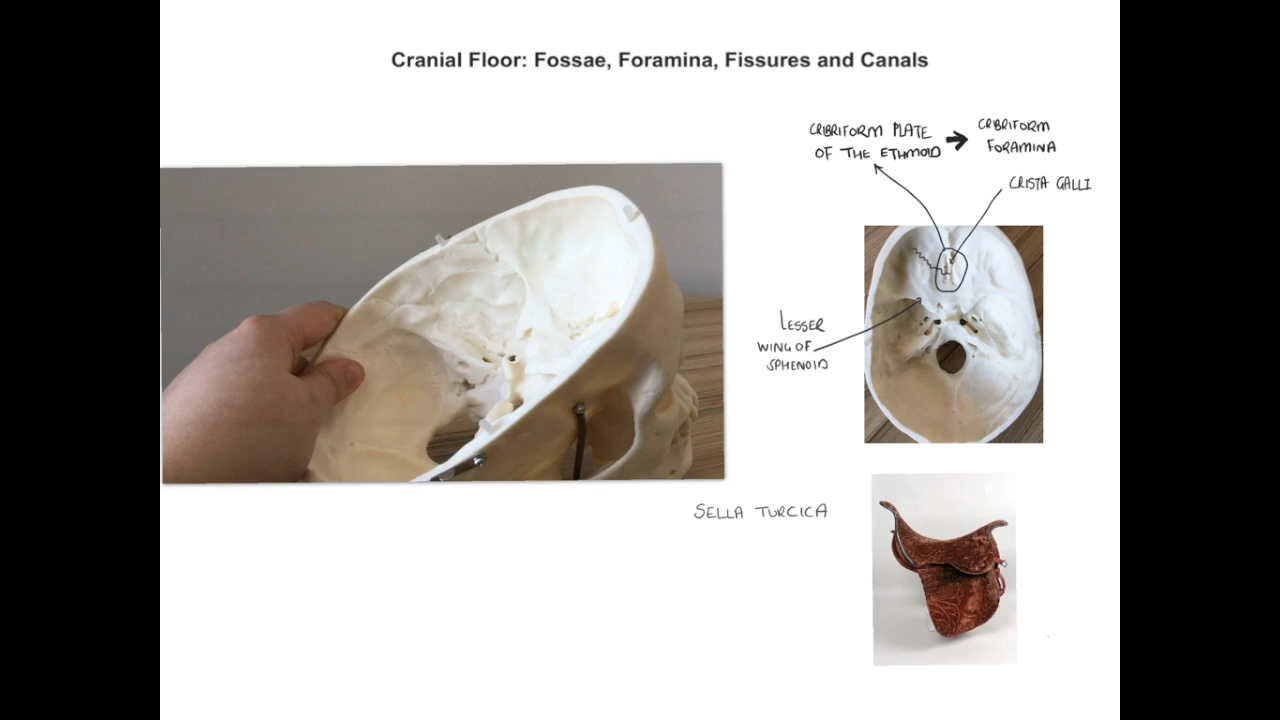 Cranial Floor: Fossae, Foramina, Fissures and Canals
CRIBRIFORM PLATE
OF THE ETHMOID
CRIBRIFORM
FORAMINA
CRISTA GALLI
LESSER
WING OF
SPHENOID
SELLA TURCICA